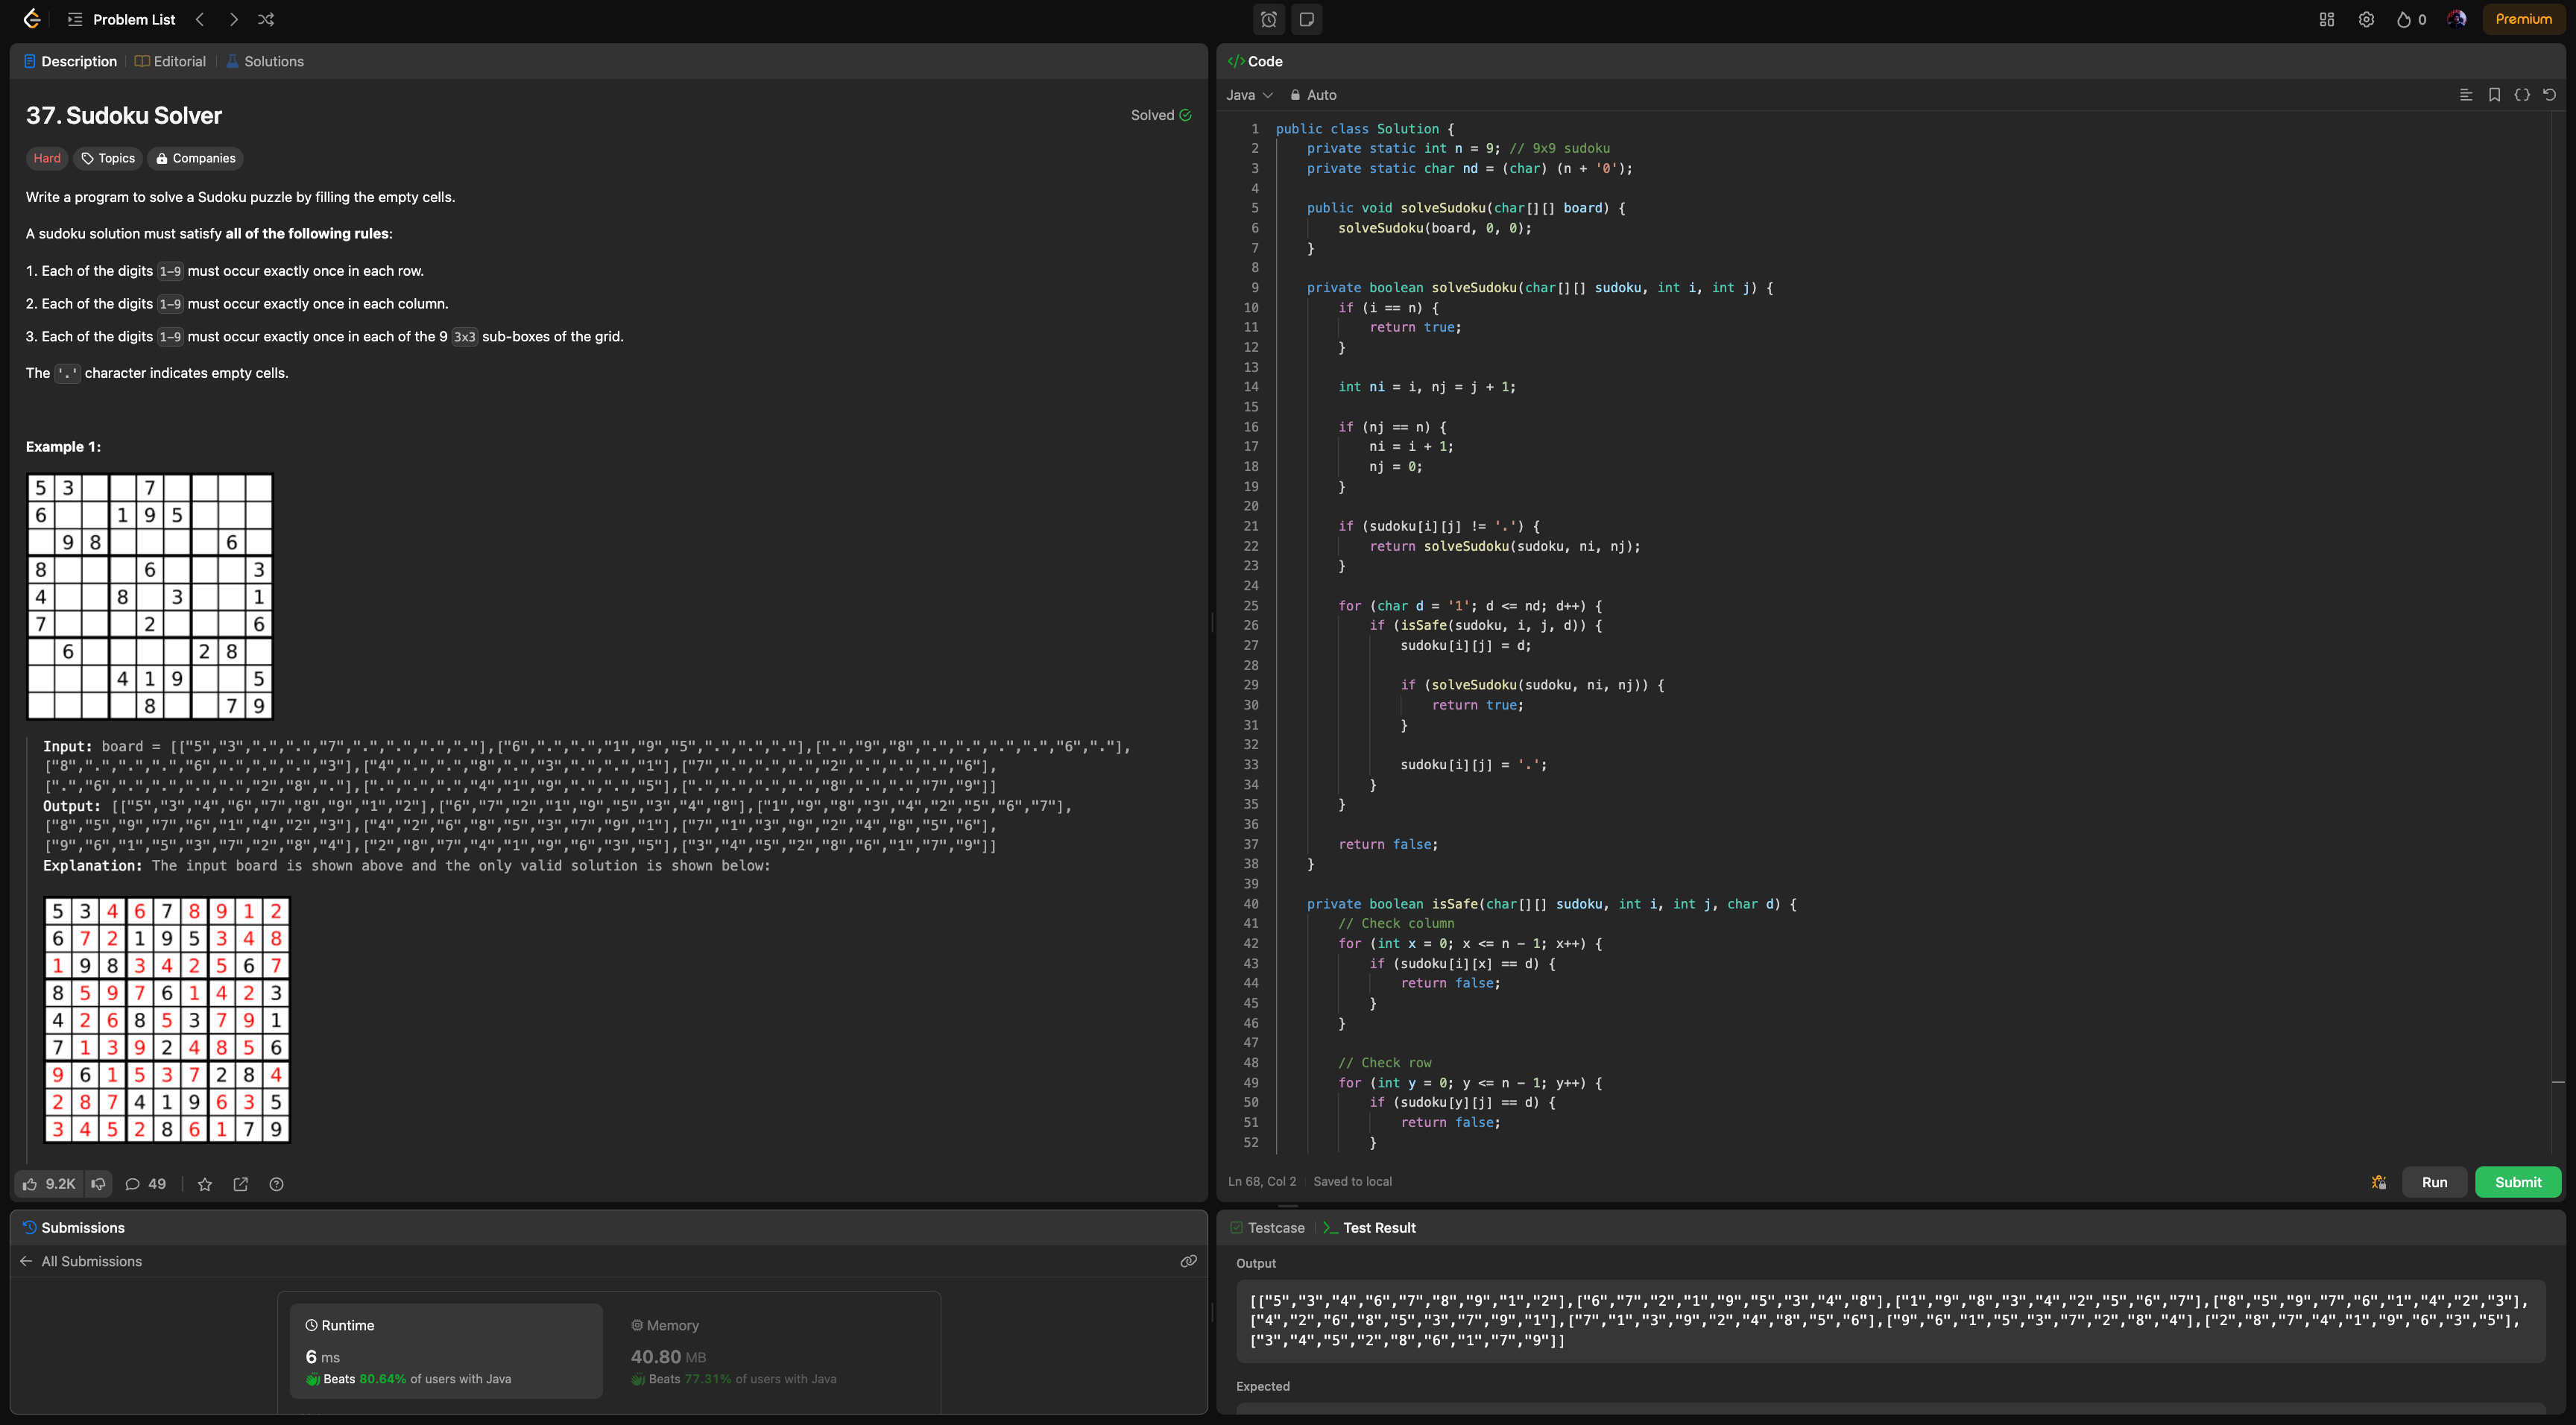 Problem List
0
Premium
Description
Editorial
Solutions
37. Sudoku Solver
Solved
Hard
Topics
Companies
Write a program to solve a Sudoku puzzle by filling the empty cells.
A sudoku solution must satisfy all of the following rules:
1. Each of the digits 1-9 must occur exactly once in each row.
2. Each of the digits 1-9 must occur exactly once in each column.
3. Each of the digits 1-9 must occur exactly once in each of the 9 3x3 sub-boxes of the grid.
The '.' character indicates empty cells.
Example 1:
5 3 7
6 1 9 5
9 8 6
8 6 3
4 8 3 1
7 2 6
6 2 8
4 1 9 5
8 7 9
Input: board = [["5","3",".",".","7",".",".",".","."],["6",".",".","1","9","5",".",".","."],[".","9","8",".",".",".",".","6","."],
["8",".",".",".","6",".",".",".","3"],["4",".",".","8",".","3",".",".","1"],["7",".",".",".","2",".",".",".","6"],
[".","6",".",".",".",".","2","8","."],[".",".",".","4","1","9",".",".","5"],[".",".",".",".","8",".",".","7","9"]]
Output: [["5","3","4","6","7","8","9","1","2"],["6","7","2","1","9","5","3","4","8"],["1","9","8","3","4","2","5","6","7"],
["8","5","9","7","6","1","4","2","3"],["4","2","6","8","5","3","7","9","1"],["7","1","3","9","2","4","8","5","6"],
["9","6","1","5","3","7","2","8","4"],["2","8","7","4","1","9","6","3","5"],["3","4","5","2","8","6","1","7","9"]]
Explanation: The input board is shown above and the only valid solution is shown below:
5 3 4 6 7 8 9 1 2
6 7 2 1 9 5 3 4 8
1 9 8 3 4 2 5 6 7
8 5 9 7 6 1 4 2 3
4 2 6 8 5 3 7 9 1
7 1 3 9 2 4 8 5 6
9 6 1 5 3 7 2 8 4
2 8 7 4 1 9 6 3 5
3 4 5 2 8 6 1 7 9
9.2K
49
Submissions
All Submissions
Runtime
6 ms
Beats 80.64% of users with Java
Memory
40.80 MB
Beats 77.31% of users with Java
</> Code
Java
Auto
1 public class Solution {
2 private static int n = 9; // 9x9 sudoku
3 private static char nd = (char) (n + '0');
4
5 public void solveSudoku(char[][] board) {
6 solveSudoku(board, 0, 0);
7 }
8
9 private boolean solveSudoku(char[][] sudoku, int i, int j) {
10 if (i == n) {
11 return true;
12 }
13
14 int ni = i, nj = j + 1;
15
16 if (nj == n) {
17 ni = i + 1;
18 nj = 0;
19 }
20
21 if (sudoku[i][j] != '.') {
22 return solveSudoku(sudoku, ni, nj);
23 }
24
25 for (char d = '1'; d <= nd; d++) {
26 if (isSafe(sudoku, i, j, d)) {
27 sudoku[i][j] = d;
28
29 if (solveSudoku(sudoku, ni, nj)) {
30 return true;
31 }
32
33 sudoku[i][j] = '.';
34 }
35 }
36
37 return false;
38 }
39
40 private boolean isSafe(char[][] sudoku, int i, int j, char d) {
41 // Check column
42 for (int x = 0; x <= n - 1; x++) {
43 if (sudoku[i][x] == d) {
44 return false;
45 }
46 }
47
48 // Check row
49 for (int y = 0; y <= n - 1; y++) {
50 if (sudoku[y][j] == d) {
51 return false;
52 }
Ln 68, Col 2
Saved to local
Run
Submit
Testcase
Test Result
Output
[["5","3","4","6","7","8","9","1","2"],["6","7","2","1","9","5","3","4","8"],["1","9","8","3","4","2","5","6","7"],["8","5","9","7","6","1","4","2","3"],
["4","2","6","8","5","3","7","9","1"],["7","1","3","9","2","4","8","5","6"],["9","6","1","5","3","7","2","8","4"],["2","8","7","4","1","9","6","3","5"],
["3","4","5","2","8","6","1","7","9"]]
Expected